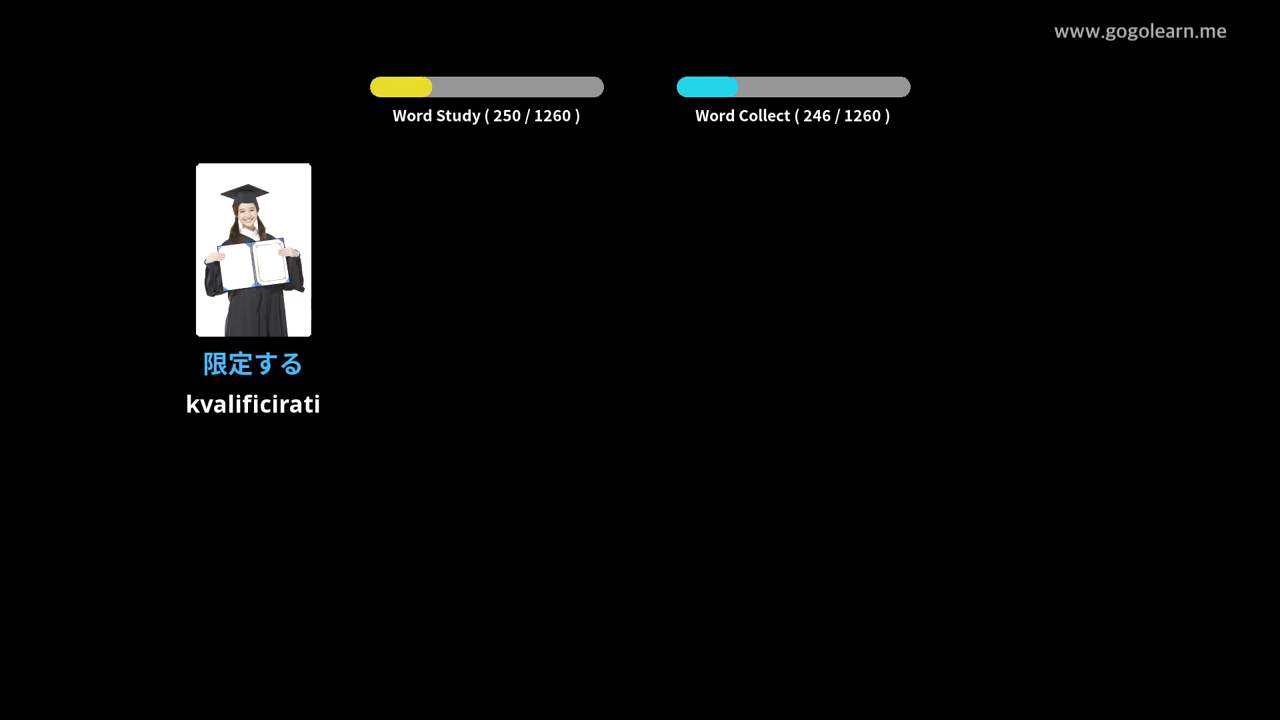 www.gogolearn.me
Word Study ( 250 / 1260 )
Word Collect ( 246 / 1260 )
限定する
kvalificirati